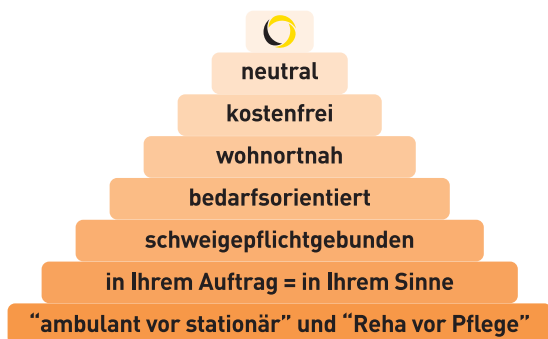 neutral
kostenfrei
wohnortnah
bedarfsorientiert
schweigepflichtgebunden
in Ihrem Auftrag = in Ihrem Sinne
“ambulant vor stationär” und “Reha vor Pflege”